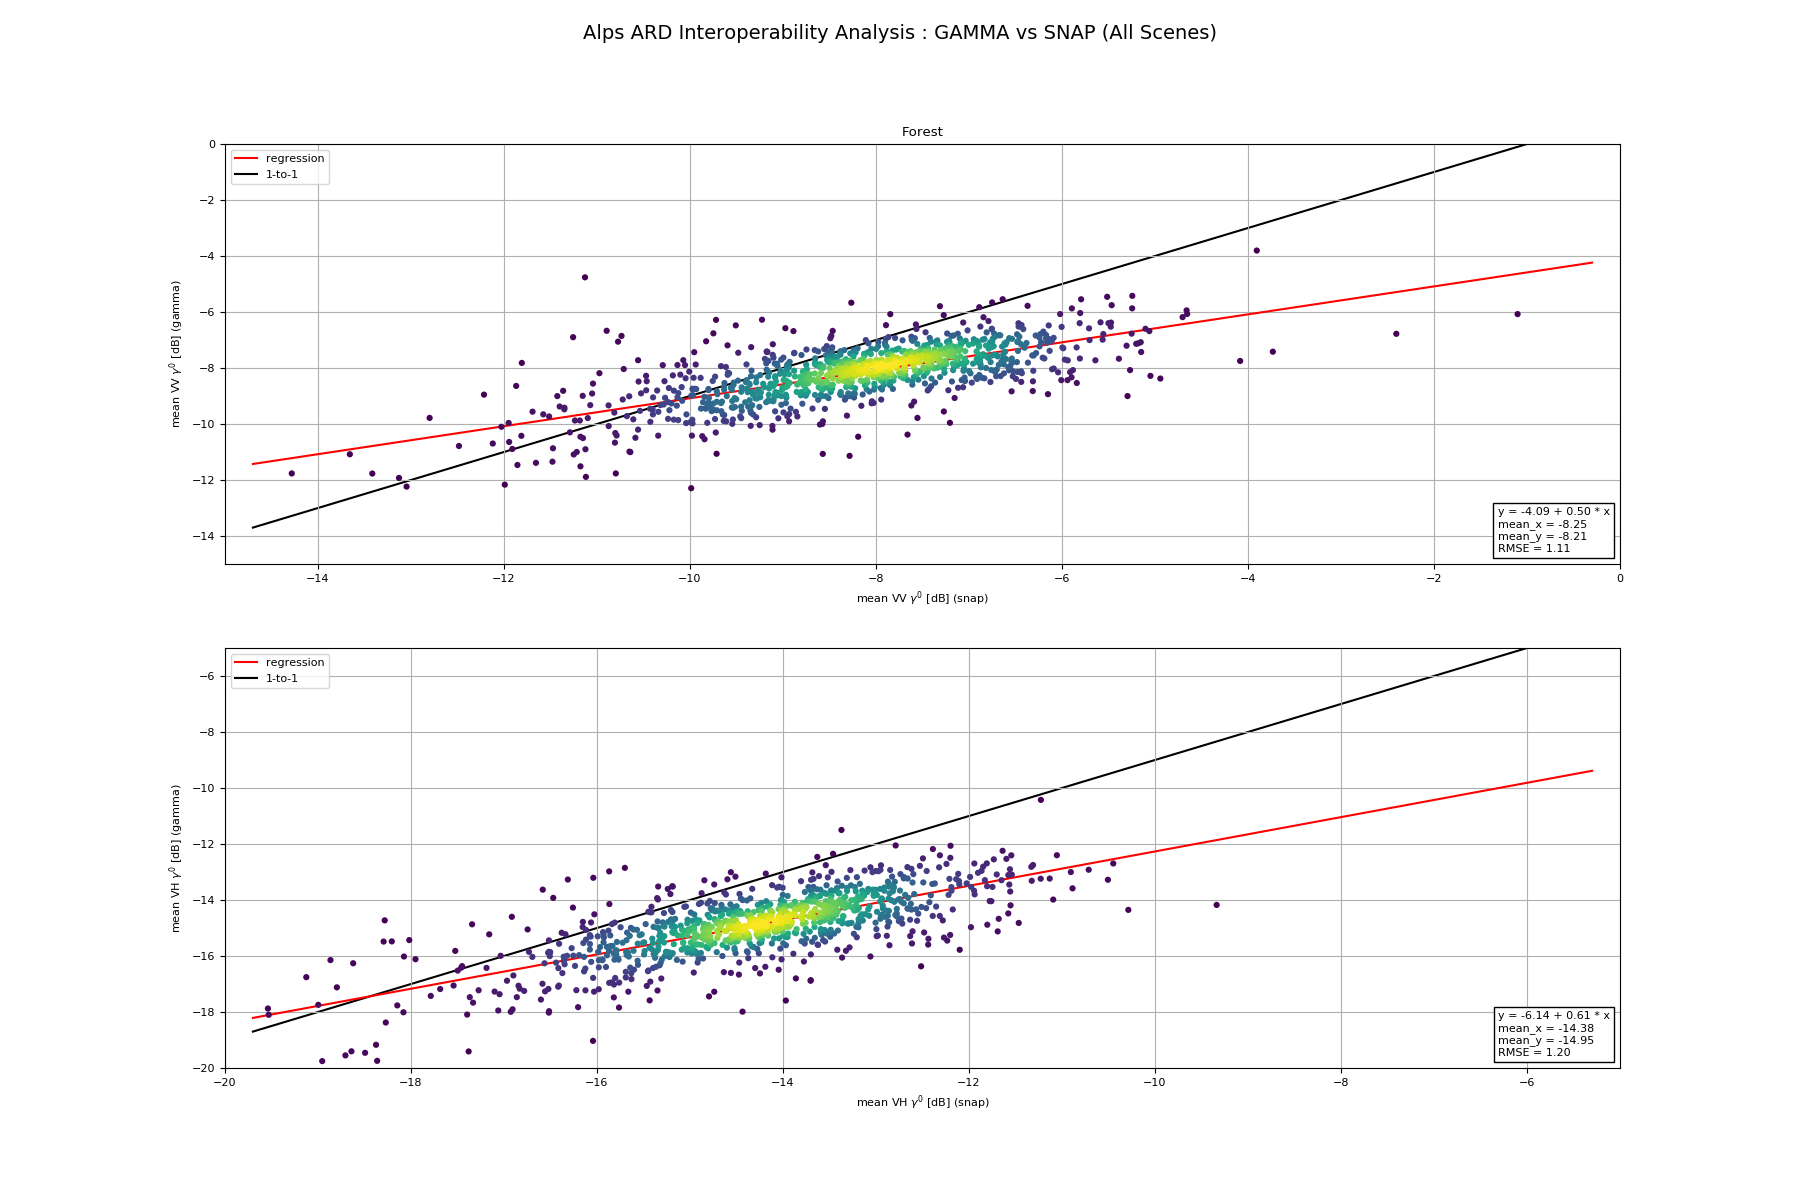 Alps ARD Interoperability Analysis : GAMMA vs SNAP (All Scenes)
Forest
regression
1-to-1
0
−2
−4
−6
−8
−10
−12
−14
mean VV γ⁰ [dB] (gamma)
y = -4.09 + 0.50 * x
mean_x = -8.25
mean_y = -8.21
RMSE = 1.11
−14 −12 −10 −8 −6 −4 −2 0
mean VV γ⁰ [dB] (snap)
regression
1-to-1
−6
−8
−10
−12
−14
−16
−18
−20
mean VH γ⁰ [dB] (gamma)
y = -6.14 + 0.61 * x
mean_x = -14.38
mean_y = -14.95
RMSE = 1.20
−20 −18 −16 −14 −12 −10 −8 −6
mean VH γ⁰ [dB] (snap)